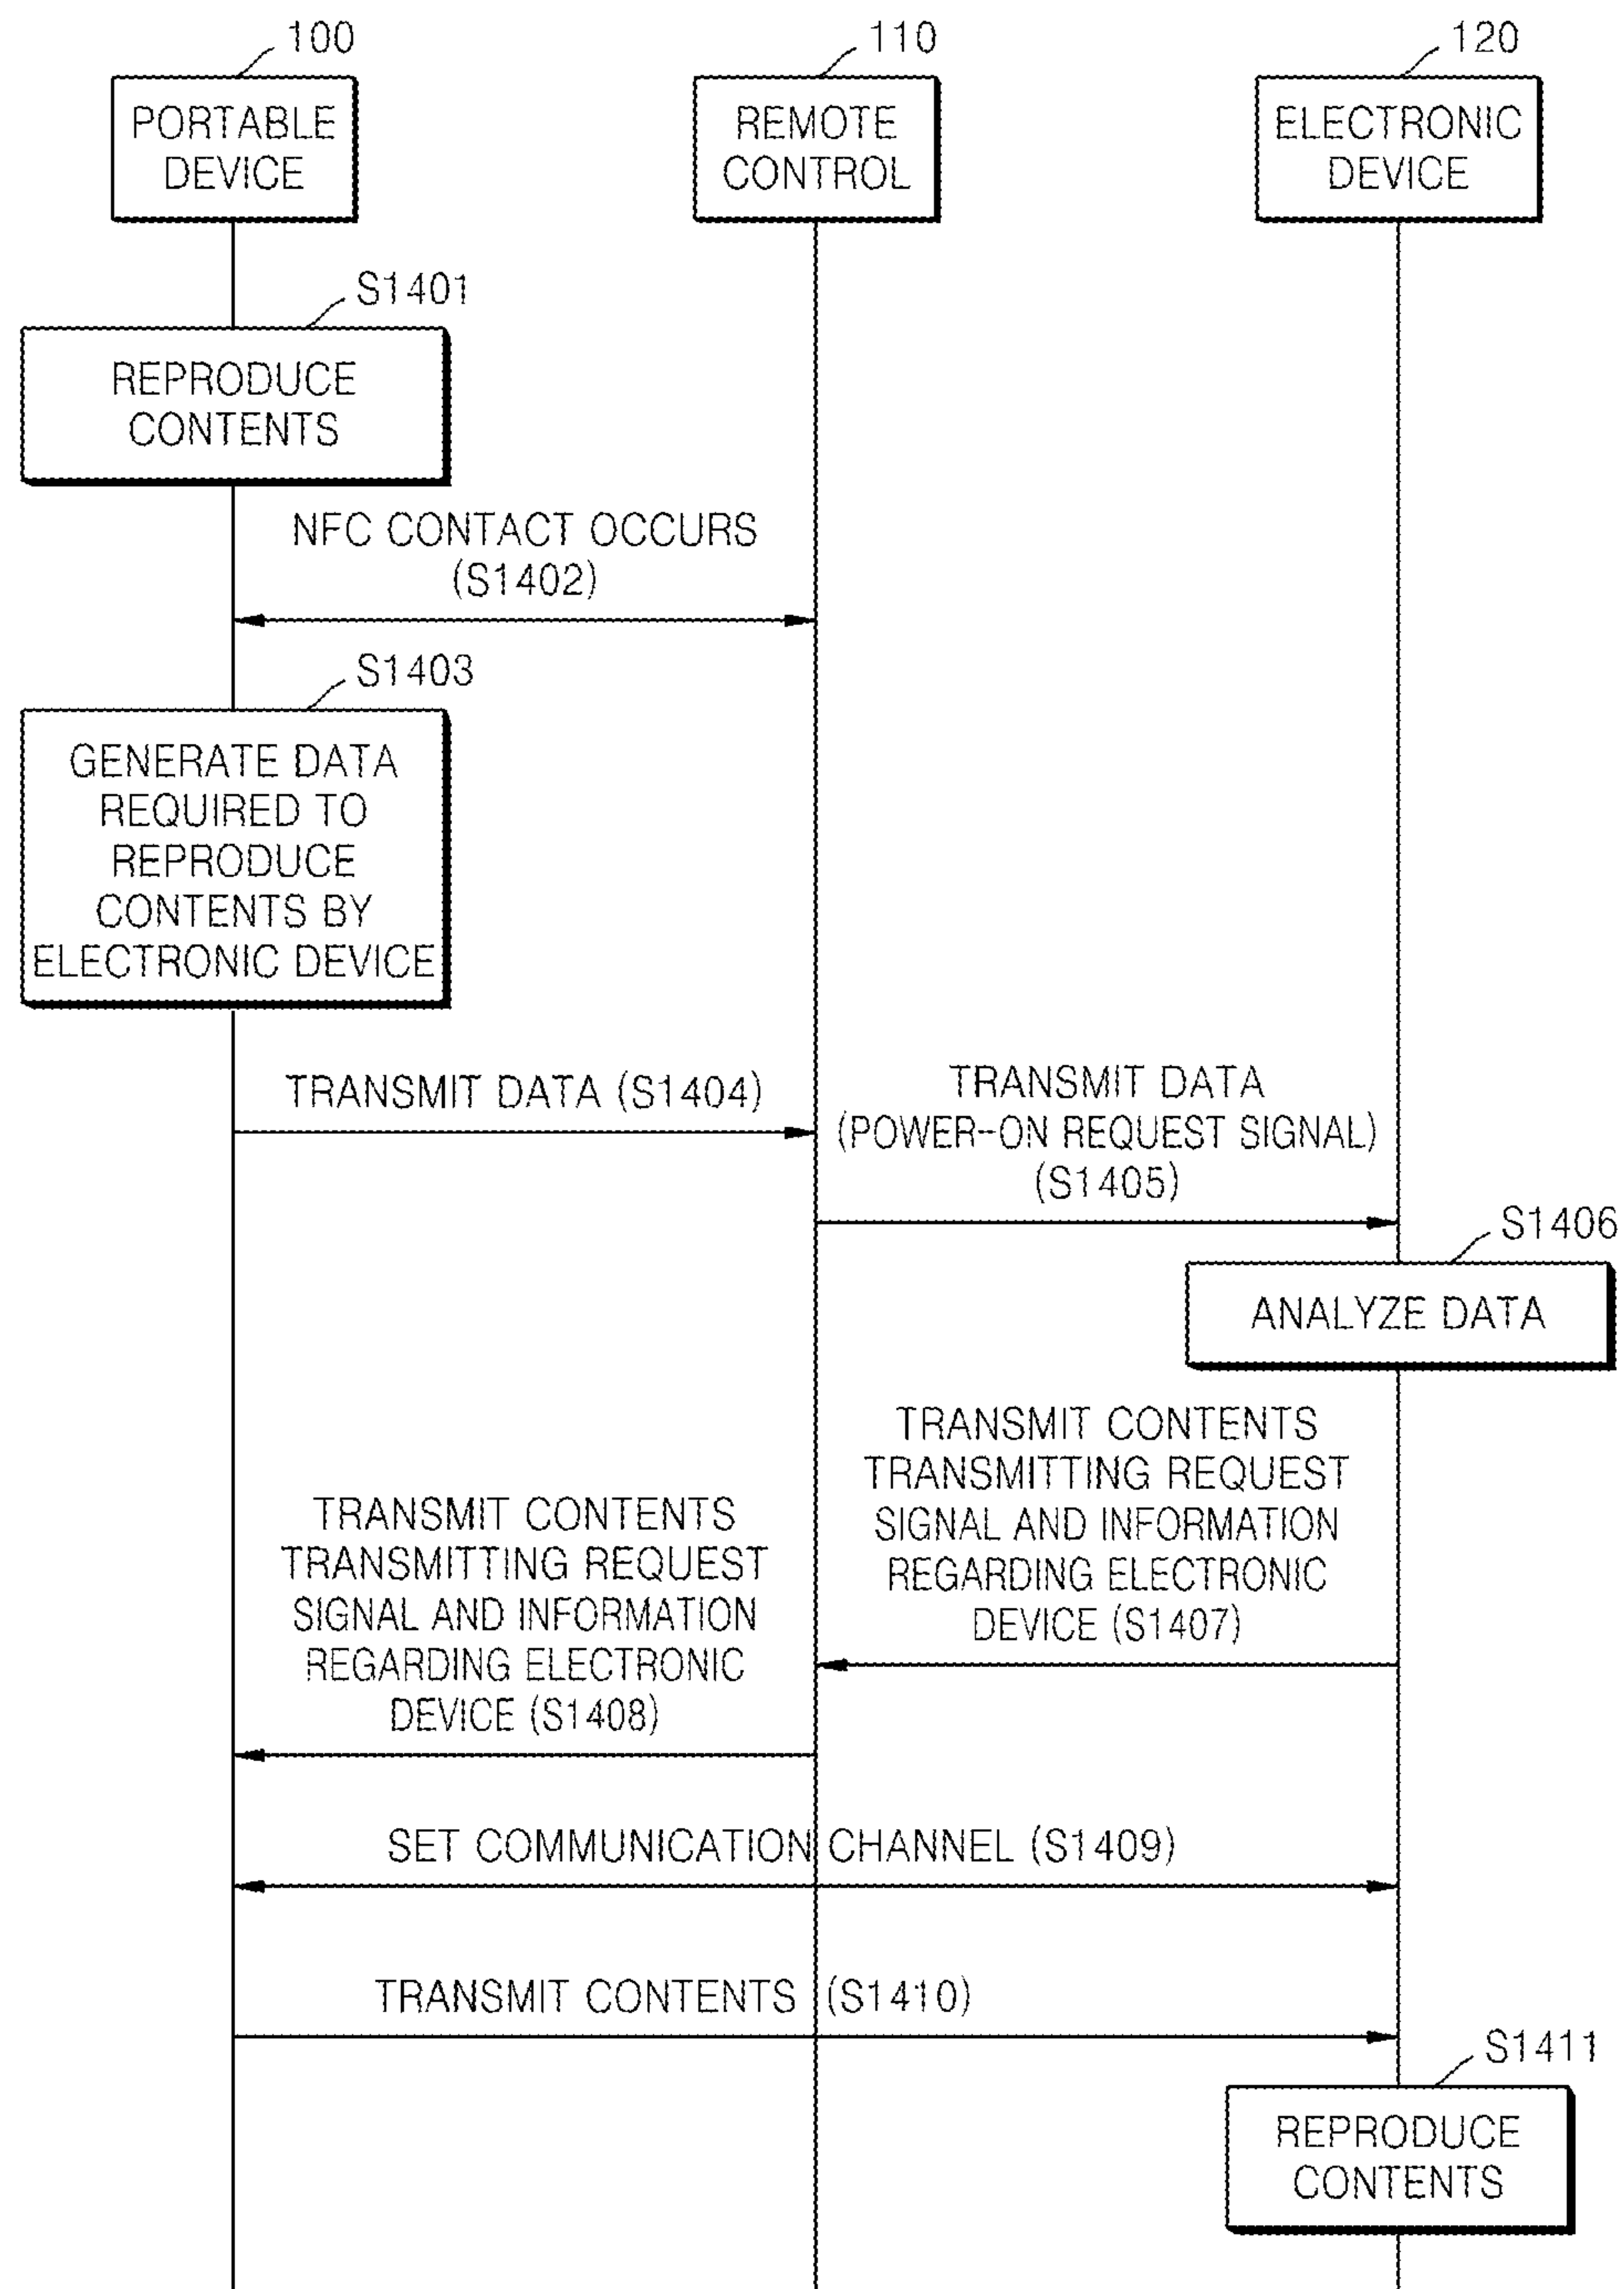 100
110
120
PORTABLE
DEVICE
REMOTE
CONTROL
ELECTRONIC
DEVICE
S1401
REPRODUCE
CONTENTS
NFC CONTACT OCCURS
(S1402)
S1403
GENERATE DATA
REQUIRED TO
REPRODUCE
CONTENTS BY
ELECTRONIC DEVICE
TRANSMIT DATA (S1404)
TRANSMIT DATA
(POWER-ON REQUEST SIGNAL)
(S1405)
S1406
ANALYZE DATA
TRANSMIT CONTENTS
TRANSMITTING REQUEST
SIGNAL AND INFORMATION
REGARDING ELECTRONIC
DEVICE (S1407)
TRANSMIT CONTENTS
TRANSMITTING REQUEST
SIGNAL AND INFORMATION
REGARDING ELECTRONIC
DEVICE (S1408)
SET COMMUNICATION CHANNEL (S1409)
TRANSMIT CONTENTS (S1410)
S1411
REPRODUCE
CONTENTS